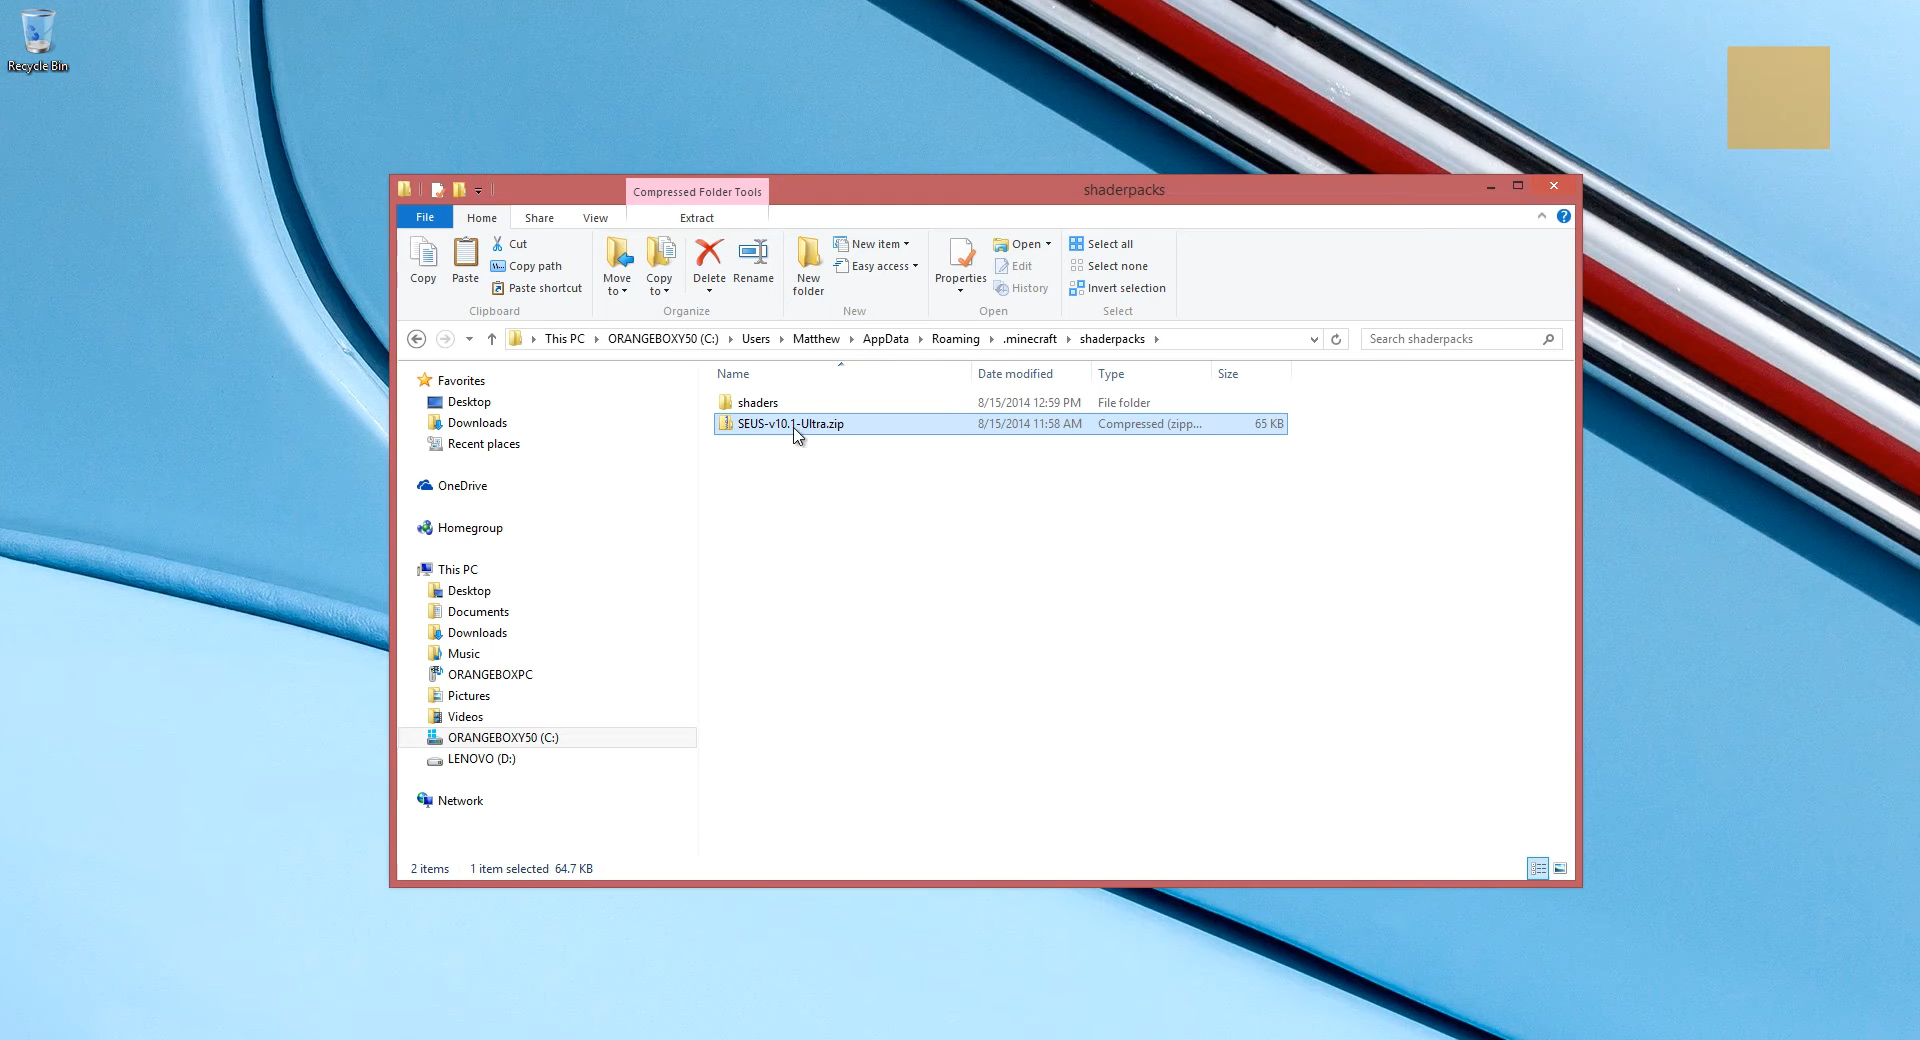 Recycle Bin
Compressed Folder Tools
shaderpacks
File
Home
Share
View
Extract
Copy
Paste
Cut
Copy path
Paste shortcut
Clipboard
Move to
Copy to
Delete
Rename
Organize
New folder
New item
Easy access
New
Properties
Open
Edit
History
Open
Select all
Select none
Invert selection
Select
This PC
ORANGEBOXY50 (C:)
Users
Matthew
AppData
Roaming
.minecraft
shaderpacks
Search shaderpacks
Favorites
Desktop
Downloads
Recent places
OneDrive
Homegroup
This PC
Desktop
Documents
Downloads
Music
ORANGEBOXPC
Pictures
Videos
ORANGEBOXY50 (C:)
LENOVO (D:)
Network
Name Date modified Type Size
shaders 8/15/2014 12:59 PM File folder
SEUS-v10.1-Ultra.zip 8/15/2014 11:58 AM Compressed (zipp... 65 KB
2 items 1 item selected 64.7 KB